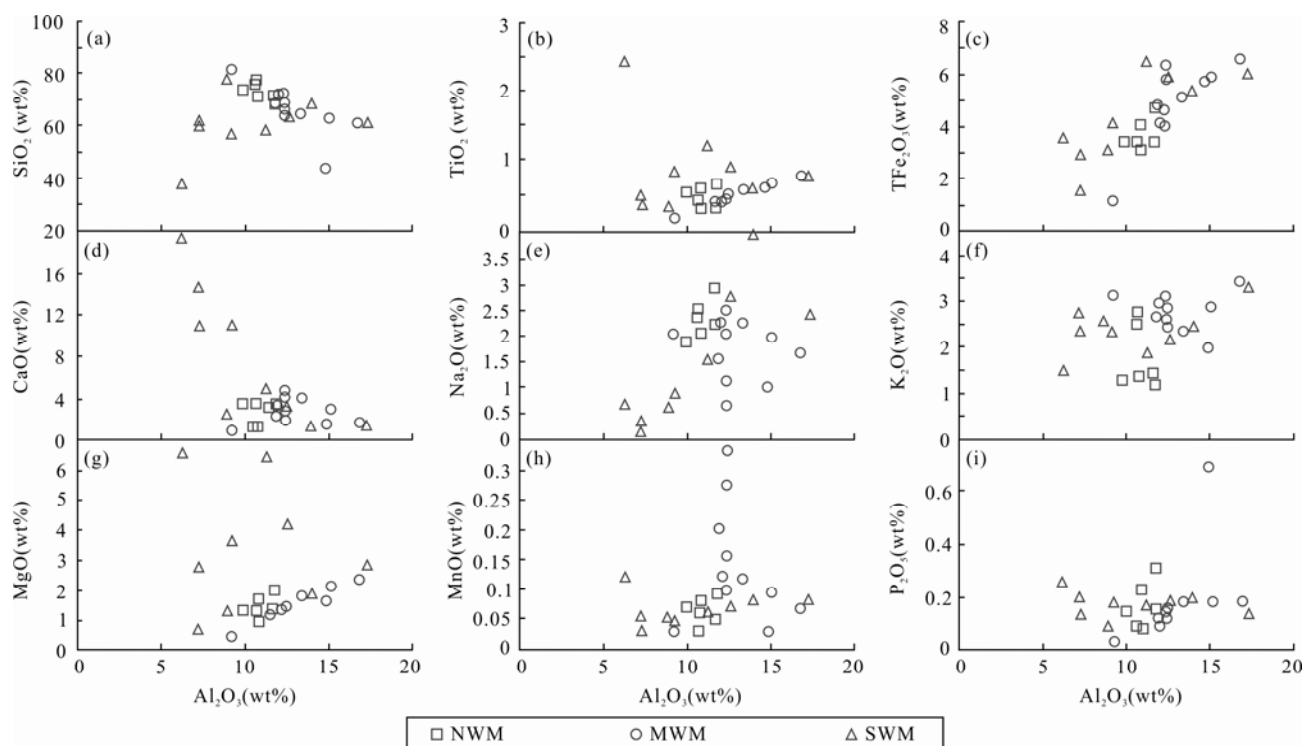 (a)
SiO₂ (wt%)
100
80
60
40
20
(b)
TiO₂ (wt%)
3
2
1
0
(c)
TFe₂O₃(wt%)
8
6
4
2
0
(d)
CaO(wt%)
16
12
8
4
0
(e)
Na₂O(wt%)
3.5
3
2.5
2
1.5
1
0.5
0
(f)
K₂O(wt%)
4
3
2
1
0
(g)
MgO(wt%)
6
5
4
3
2
1
0
0 5 10 15 20
Al₂O₃(wt%)
(h)
MnO(wt%)
0.3
0.35
0.2
0.15
0.1
0.05
0
0 5 10 15 20
Al₂O₃(wt%)
(i)
P₂O₃(wt%)
0.6
0.4
0.2
0
0 5 10 15 20
Al₂O₃(wt%)
NWM MWM SWM